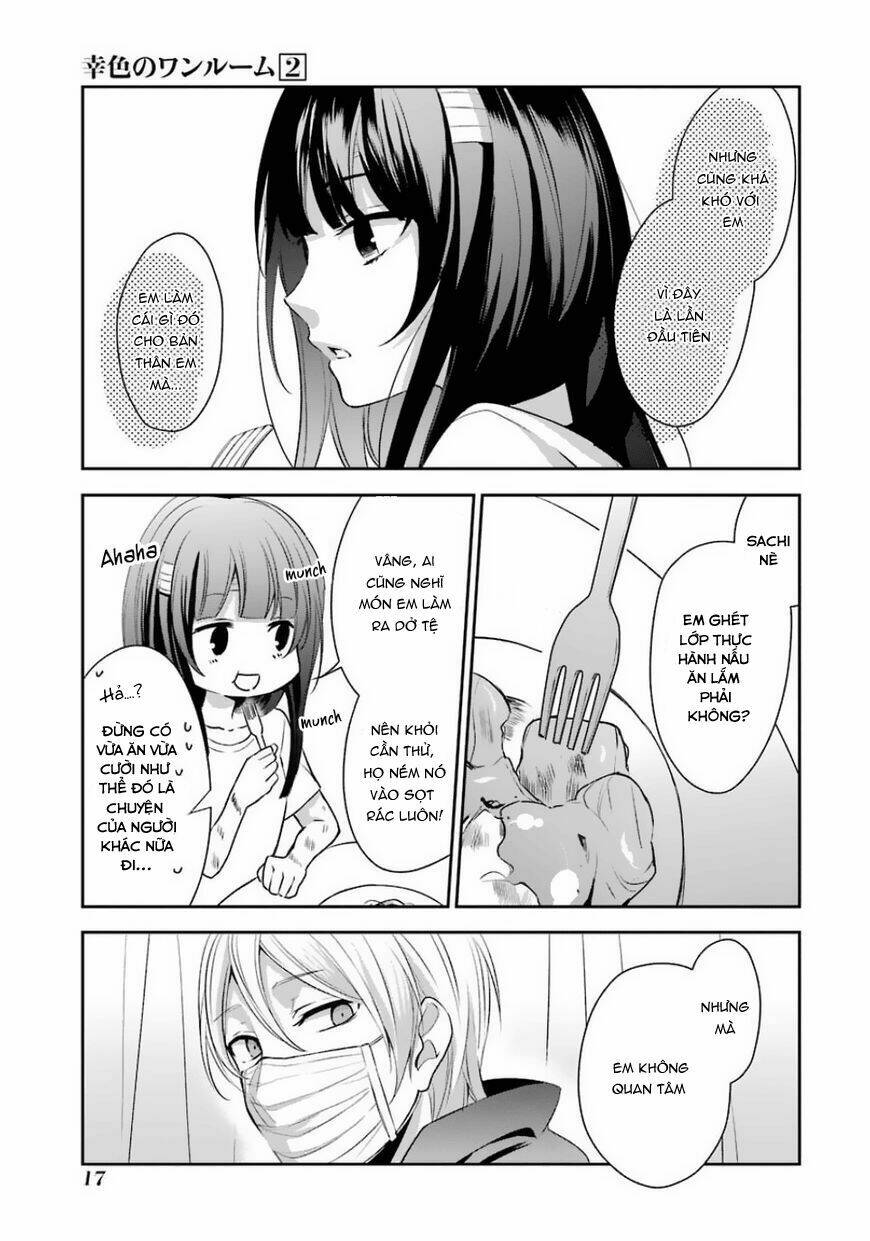 幸色のワンルーム2
NHƯNG
CŨNG KHÁ
KHÓ VỚI
EM
VÌ ĐÂY
LÀ LẦN
ĐẦU TIÊN
EM LÀM
CÁI GÌ ĐÓ
CHO BẢN
THÂN EM
MÀ...
SACHI
NÈ
EM GHÉT
LỚP THỰC
HÀNH NẤU
ĂN LẮM
PHẢI
KHÔNG?
VÂNG, AI
CŨNG NGHĨ
MÓN EM LÀM
RA DỞ TỆ
NÊN KHỎI
CẦN THỬ,
HỌ NÉM NÓ
VÀO SỌT
RÁC LUÔN!
Ahaha
munch
munch
Hả....?
ĐỪNG CÓ
VỪA ĂN VỪA
CƯỜI NHƯ
THỂ ĐÓ LÀ
CHUYỆN
CỦA NGƯỜI
KHÁC NỮA
ĐI...
NHƯNG
MÀ
EM KHÔNG
QUAN TÂM
17